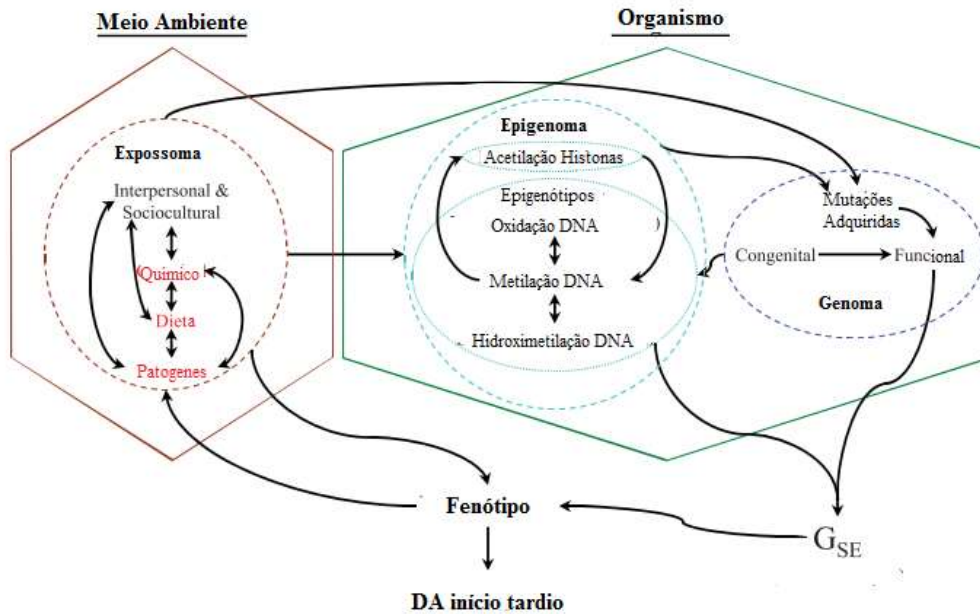 Meio Ambiente
Organismo
Expossoma
Interpersonal &
Sociocultural
Quimico
Dieta
Patogenes
Epigenoma
Acetilação Histonas
Epigenótipos
Oxidação DNA
Metilação DNA
Hidroximetilação DNA
Mutações
Adquiridas
Congenital
Funcional
Genoma
Fenótipo
GSE
DA início tardio